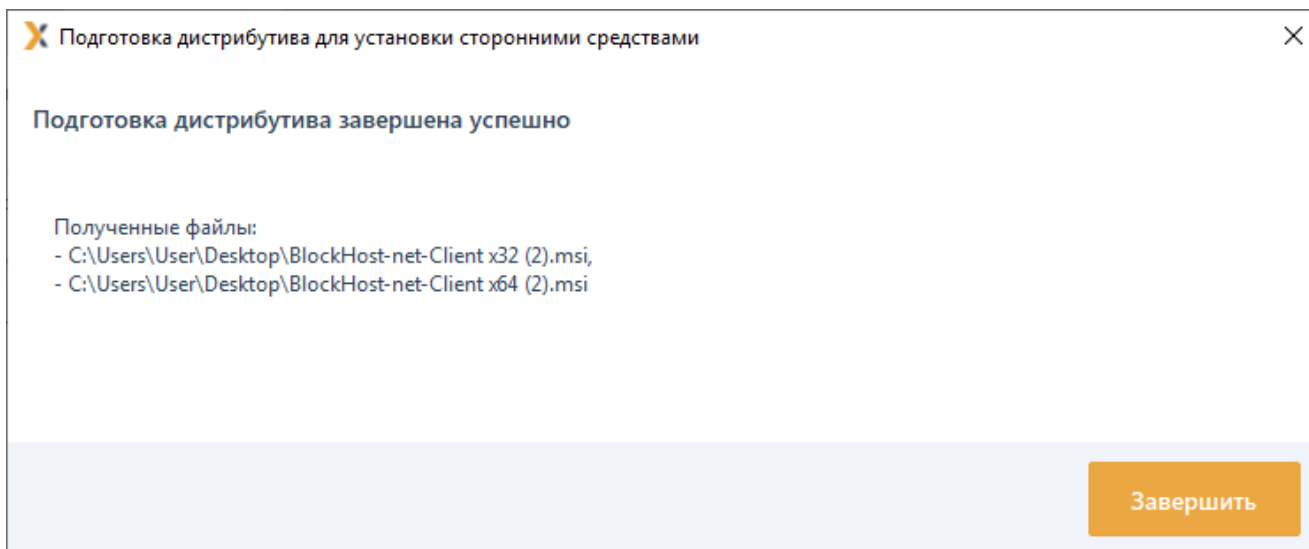 Подготовка дистрибутива для установки сторонними средствами
Подготовка дистрибутива завершена успешно
Полученные файлы:
- C:\Users\User\Desktop\BlockHost-net-Client x32 (2).msi,
- C:\Users\User\Desktop\BlockHost-net-Client x64 (2).msi
Завершить